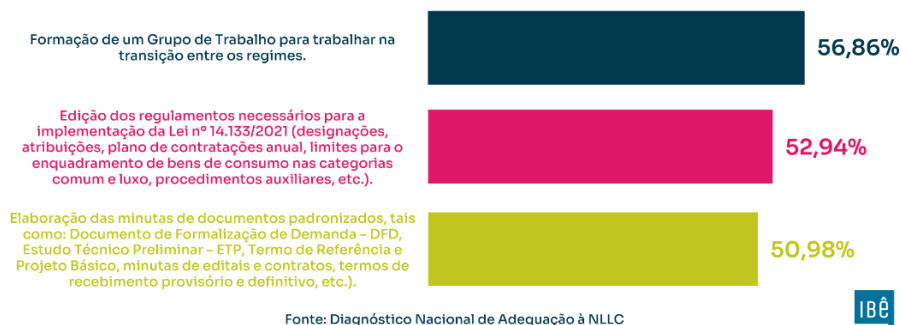 Formação de um Grupo de Trabalho para trabalhar na
transição entre os regimes.
56,86%
Edição dos regulamentos necessários para a
implementação da Lei nº 14.133/2021 (designações,
atribuições, plano de contratações anual, limites para o
enquadramento de bens de consumo nas categorias
comum e luxo, procedimentos auxiliares, etc.).
52,94%
Elaboração das minutas de documentos padronizados, tais
como: Documento de Formalização de Demanda – DFD,
Estudo Técnico Preliminar – ETP, Termo de Referência e
Projeto Básico, minutas de editais e contratos, termos de
recebimento provisório e definitivo, etc.).
50,98%
IBê
Fonte: Diagnóstico Nacional de Adequação à NLLC